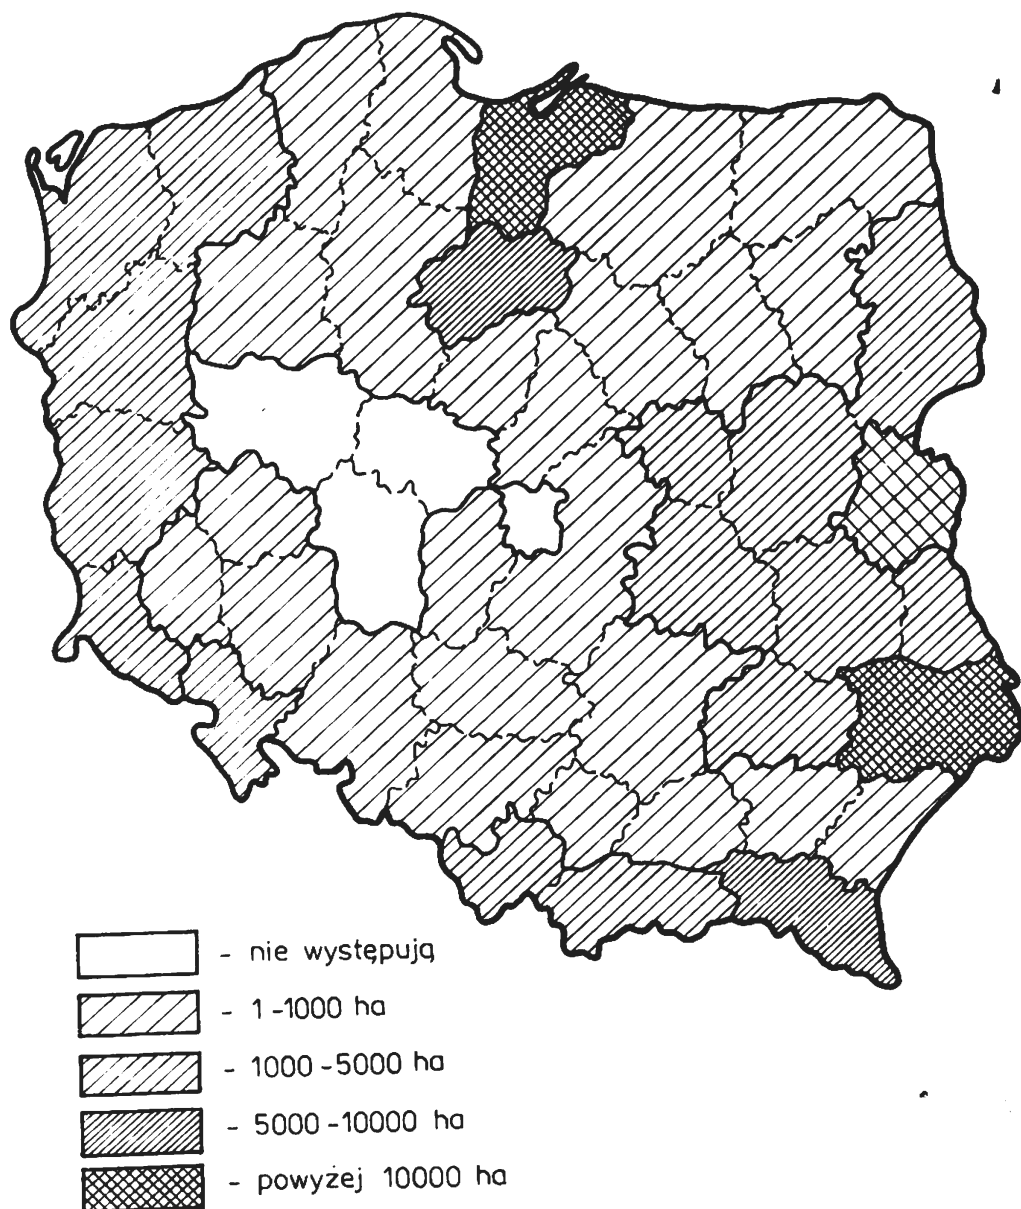 - nie występują
- 1-1000 ha
- 1000-5000 ha
- 5000-10000 ha
- powyżej 10000 ha